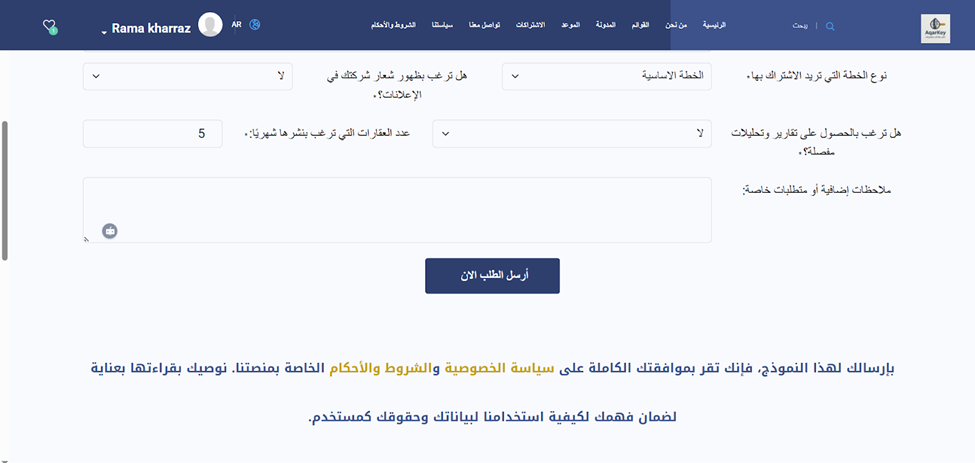 AqarKey
يبحث
الرئيسية
من نحن
القوائم
المدونة
الموعد
الاشتراكات
تواصل معنا
سياستنا
الشروط والأحكام
AR
Rama kharraz
1
نوع الخطة التي تريد الاشتراك بها*
الخطة الاساسية
هل ترغب بظهور شعار شركتك في
الإعلانات؟*
لا
هل ترغب بالحصول على تقارير وتحليلات
مفصلة؟*
لا
عدد العقارات التي ترغب بنشرها شهريًا:*
5
ملاحظات إضافية أو متطلبات خاصة:
أرسل الطلب الان
بإرسالك لهذا النموذج، فإنك تقر بموافقتك الكاملة على سياسة الخصوصية والشروط والأحكام الخاصة بمنصتنا. نوصيك بقراءتها بعناية
لضمان فهمك لكيفية استخدامنا لبياناتك وحقوقك كمستخدم.